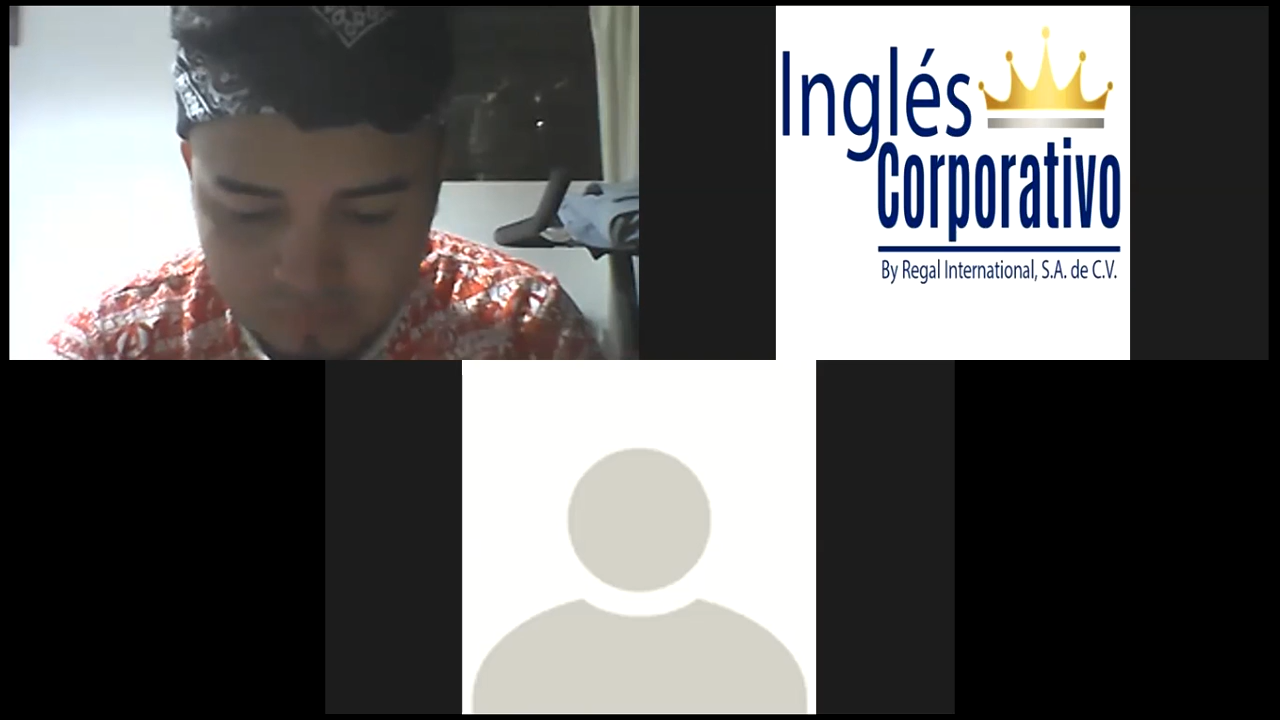 Inglés
Corporativo
By Regal International, S.A. de C.V.